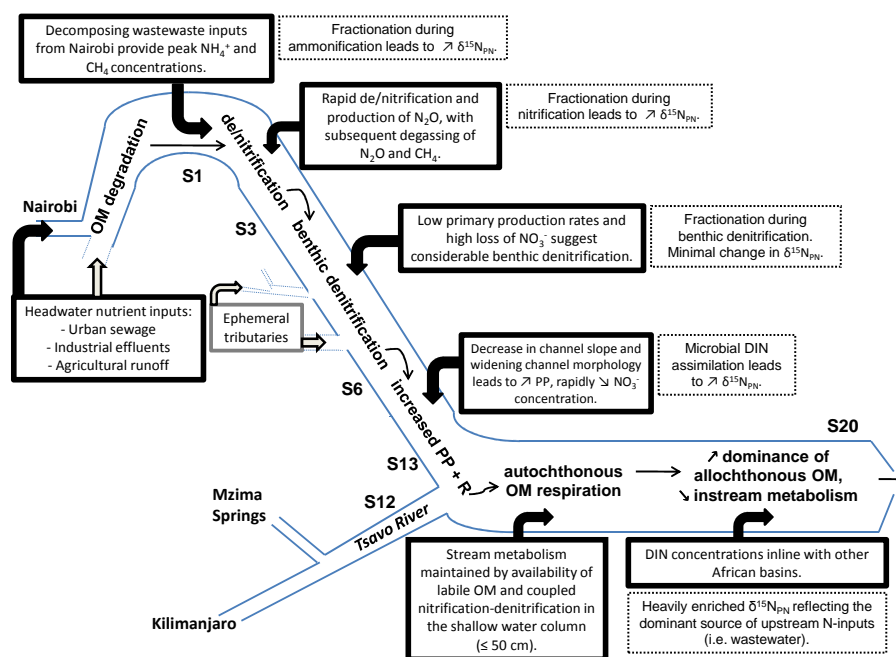 Decomposing wastewaste inputs
from Nairobi provide peak NH₄⁺ and
CH₄ concentrations.
Fractionation during
ammonification leads to ↗ δ¹⁵N_PN.
Rapid de/nitrification and
production of N₂O, with
subsequent degassing of
N₂O and CH₄.
Fractionation during
nitrification leads to ↗ δ¹⁵N_PN.
OM degradation
de/nitrification
S1
Nairobi
S3
benthic denitrification
Low primary production rates and
high loss of NO₃⁻ suggest
considerable benthic denitrification.
Fractionation during
benthic denitrification.
Minimal change in δ¹⁵N_PN.
Headwater nutrient inputs:
- Urban sewage
- Industrial effluents
- Agricultural runoff
Ephemeral
tributaries
Decrease in channel slope and
widening channel morphology
leads to ↗ PP, rapidly ↘ NO₃⁻
concentration.
Microbial DIN
assimilation leads
to ↗ δ¹⁵N_PN.
S6
increased PP + R
S20
S13
autochthonous
OM respiration
↗ dominance of
allochthonous OM,
↘ instream metabolism
Mzima
Springs
S12
Tsavo River
Kilimanjaro
Stream metabolism
maintained by availability of
labile OM and coupled
nitrification-denitrification in
the shallow water column
(≤ 50 cm).
DIN concentrations inline with other
African basins.
Heavily enriched δ¹⁵N_PN reflecting the
dominant source of upstream N-inputs
(i.e. wastewater).